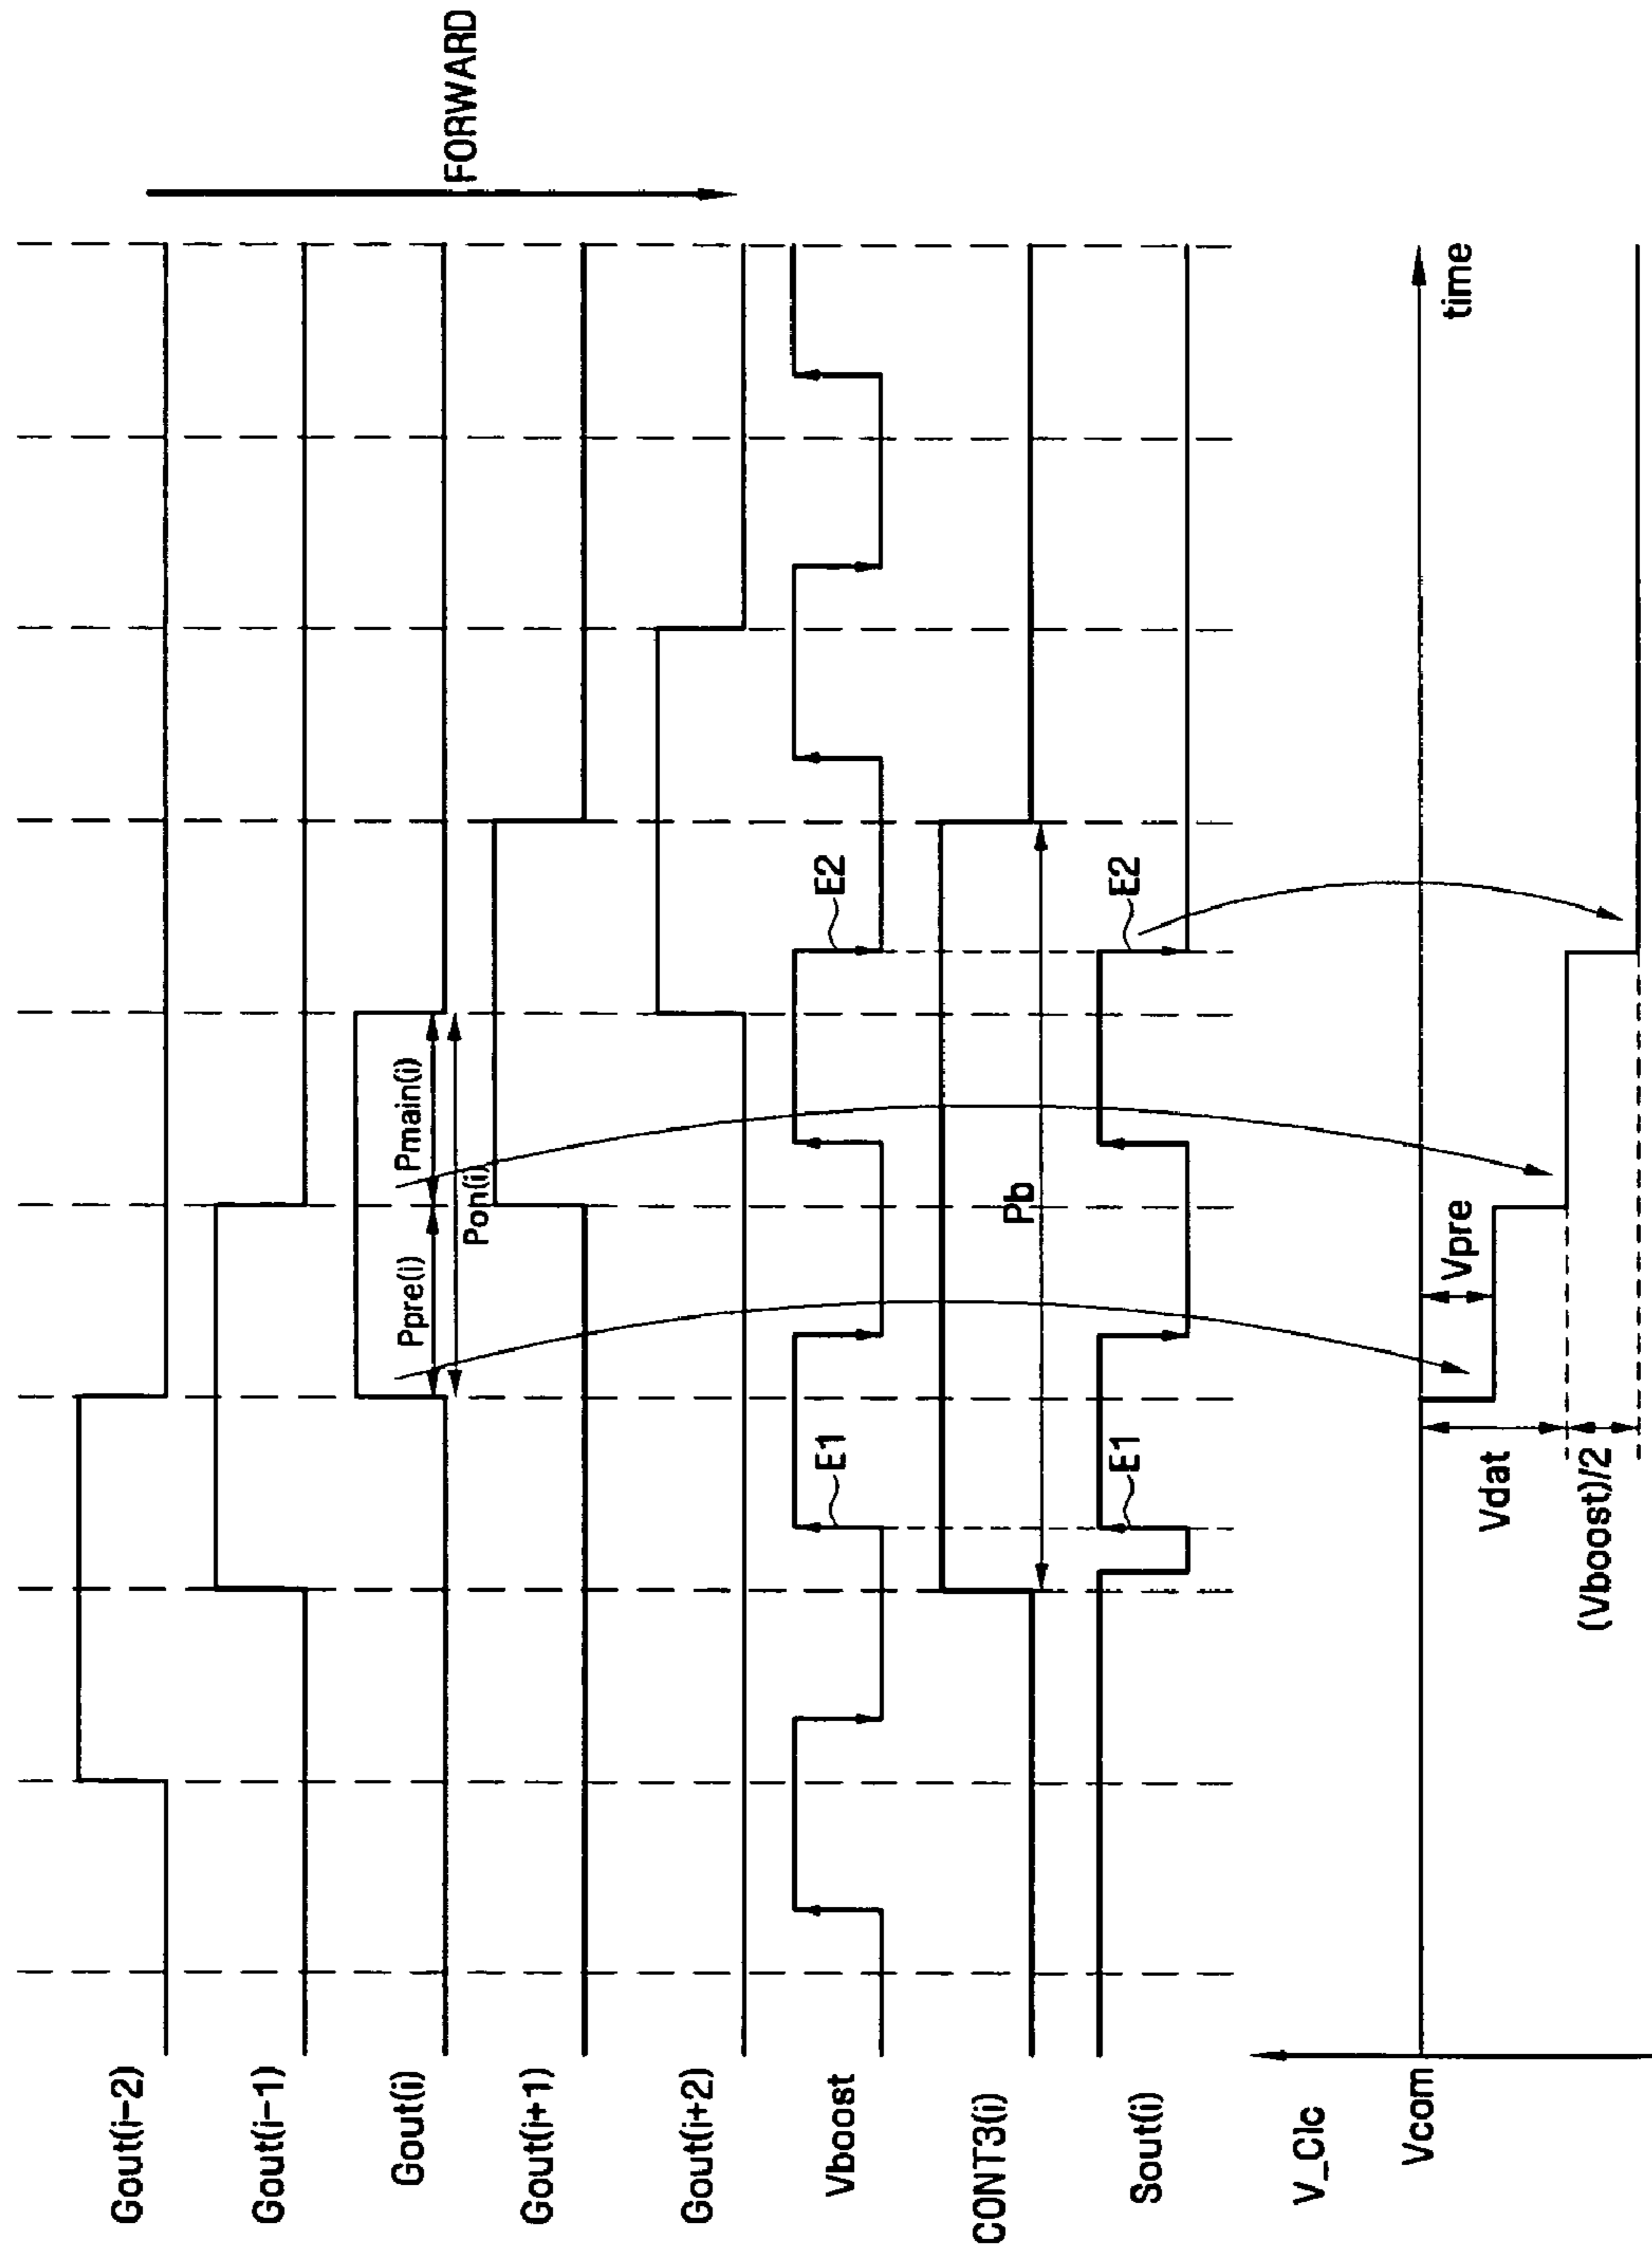 FORWARD
Gout(i-2)
Gout(i-1)
Gout(i)
Ppre(i)
Pmain(i)
Pon(i)
Gout(i+1)
Gout(i+2)
Vboost
E1
E2
CONT3(i)
Pb
Sout(i)
E1
E2
V_Clc
Vcom
time
Vpre
Vdat
(Vboost)/2